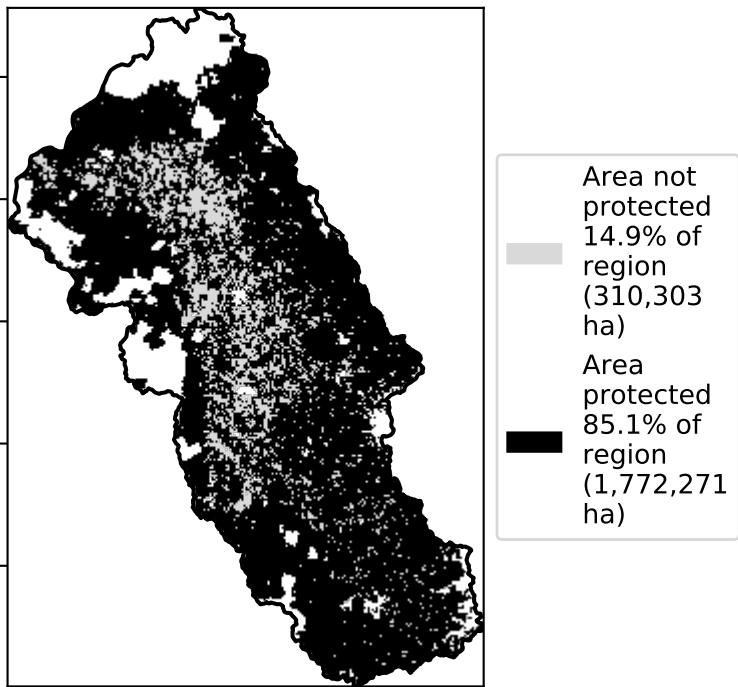 Area not
protected
14.9% of
region
(310,303
ha)
Area
protected
85.1% of
region
(1,772,271
ha)